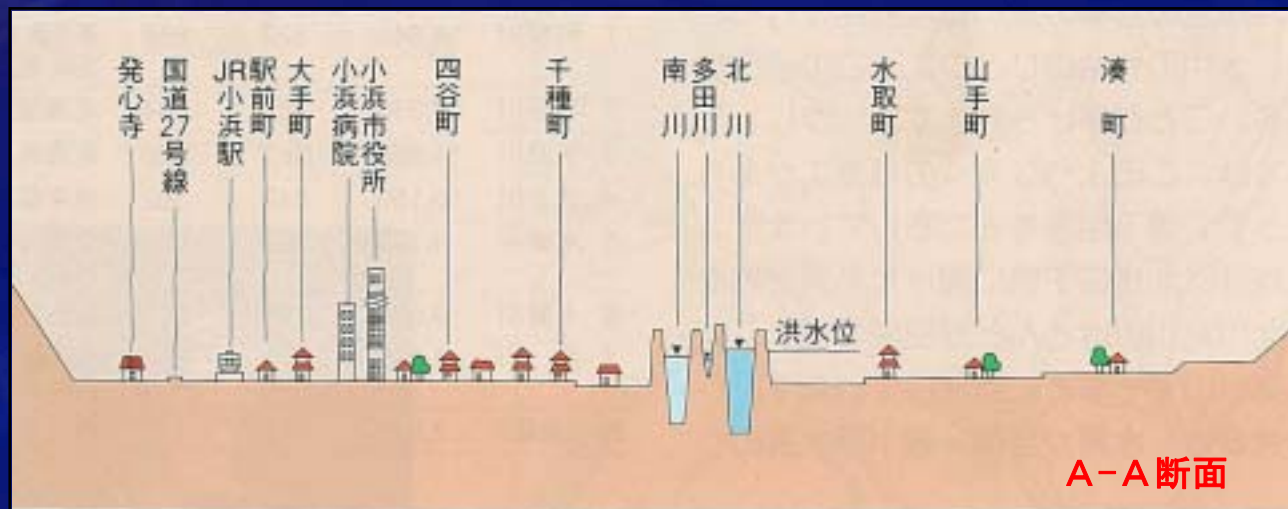 発心寺
国道27号線
JR小浜駅
駅前町
大手町
小浜病院
小浜市役所
四谷町
千種町
南川
多田川
北川
水取町
山手町
湊町
洪水位
A-A断面